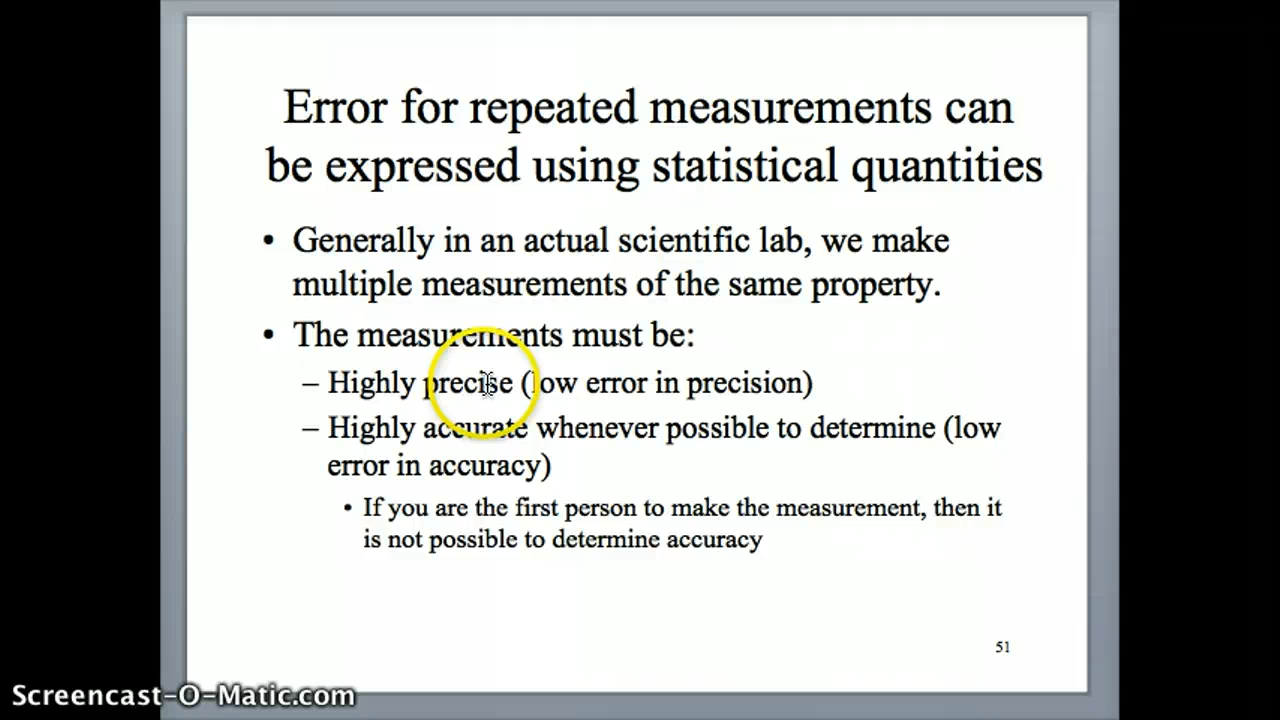 Error for repeated measurements can
be expressed using statistical quantities
• Generally in an actual scientific lab, we make
multiple measurements of the same property.
• The measurements must be:
– Highly precise (low error in precision)
– Highly accurate whenever possible to determine (low
error in accuracy)
• If you are the first person to make the measurement, then it
is not possible to determine accuracy
51
Screencast-O-Matic.com